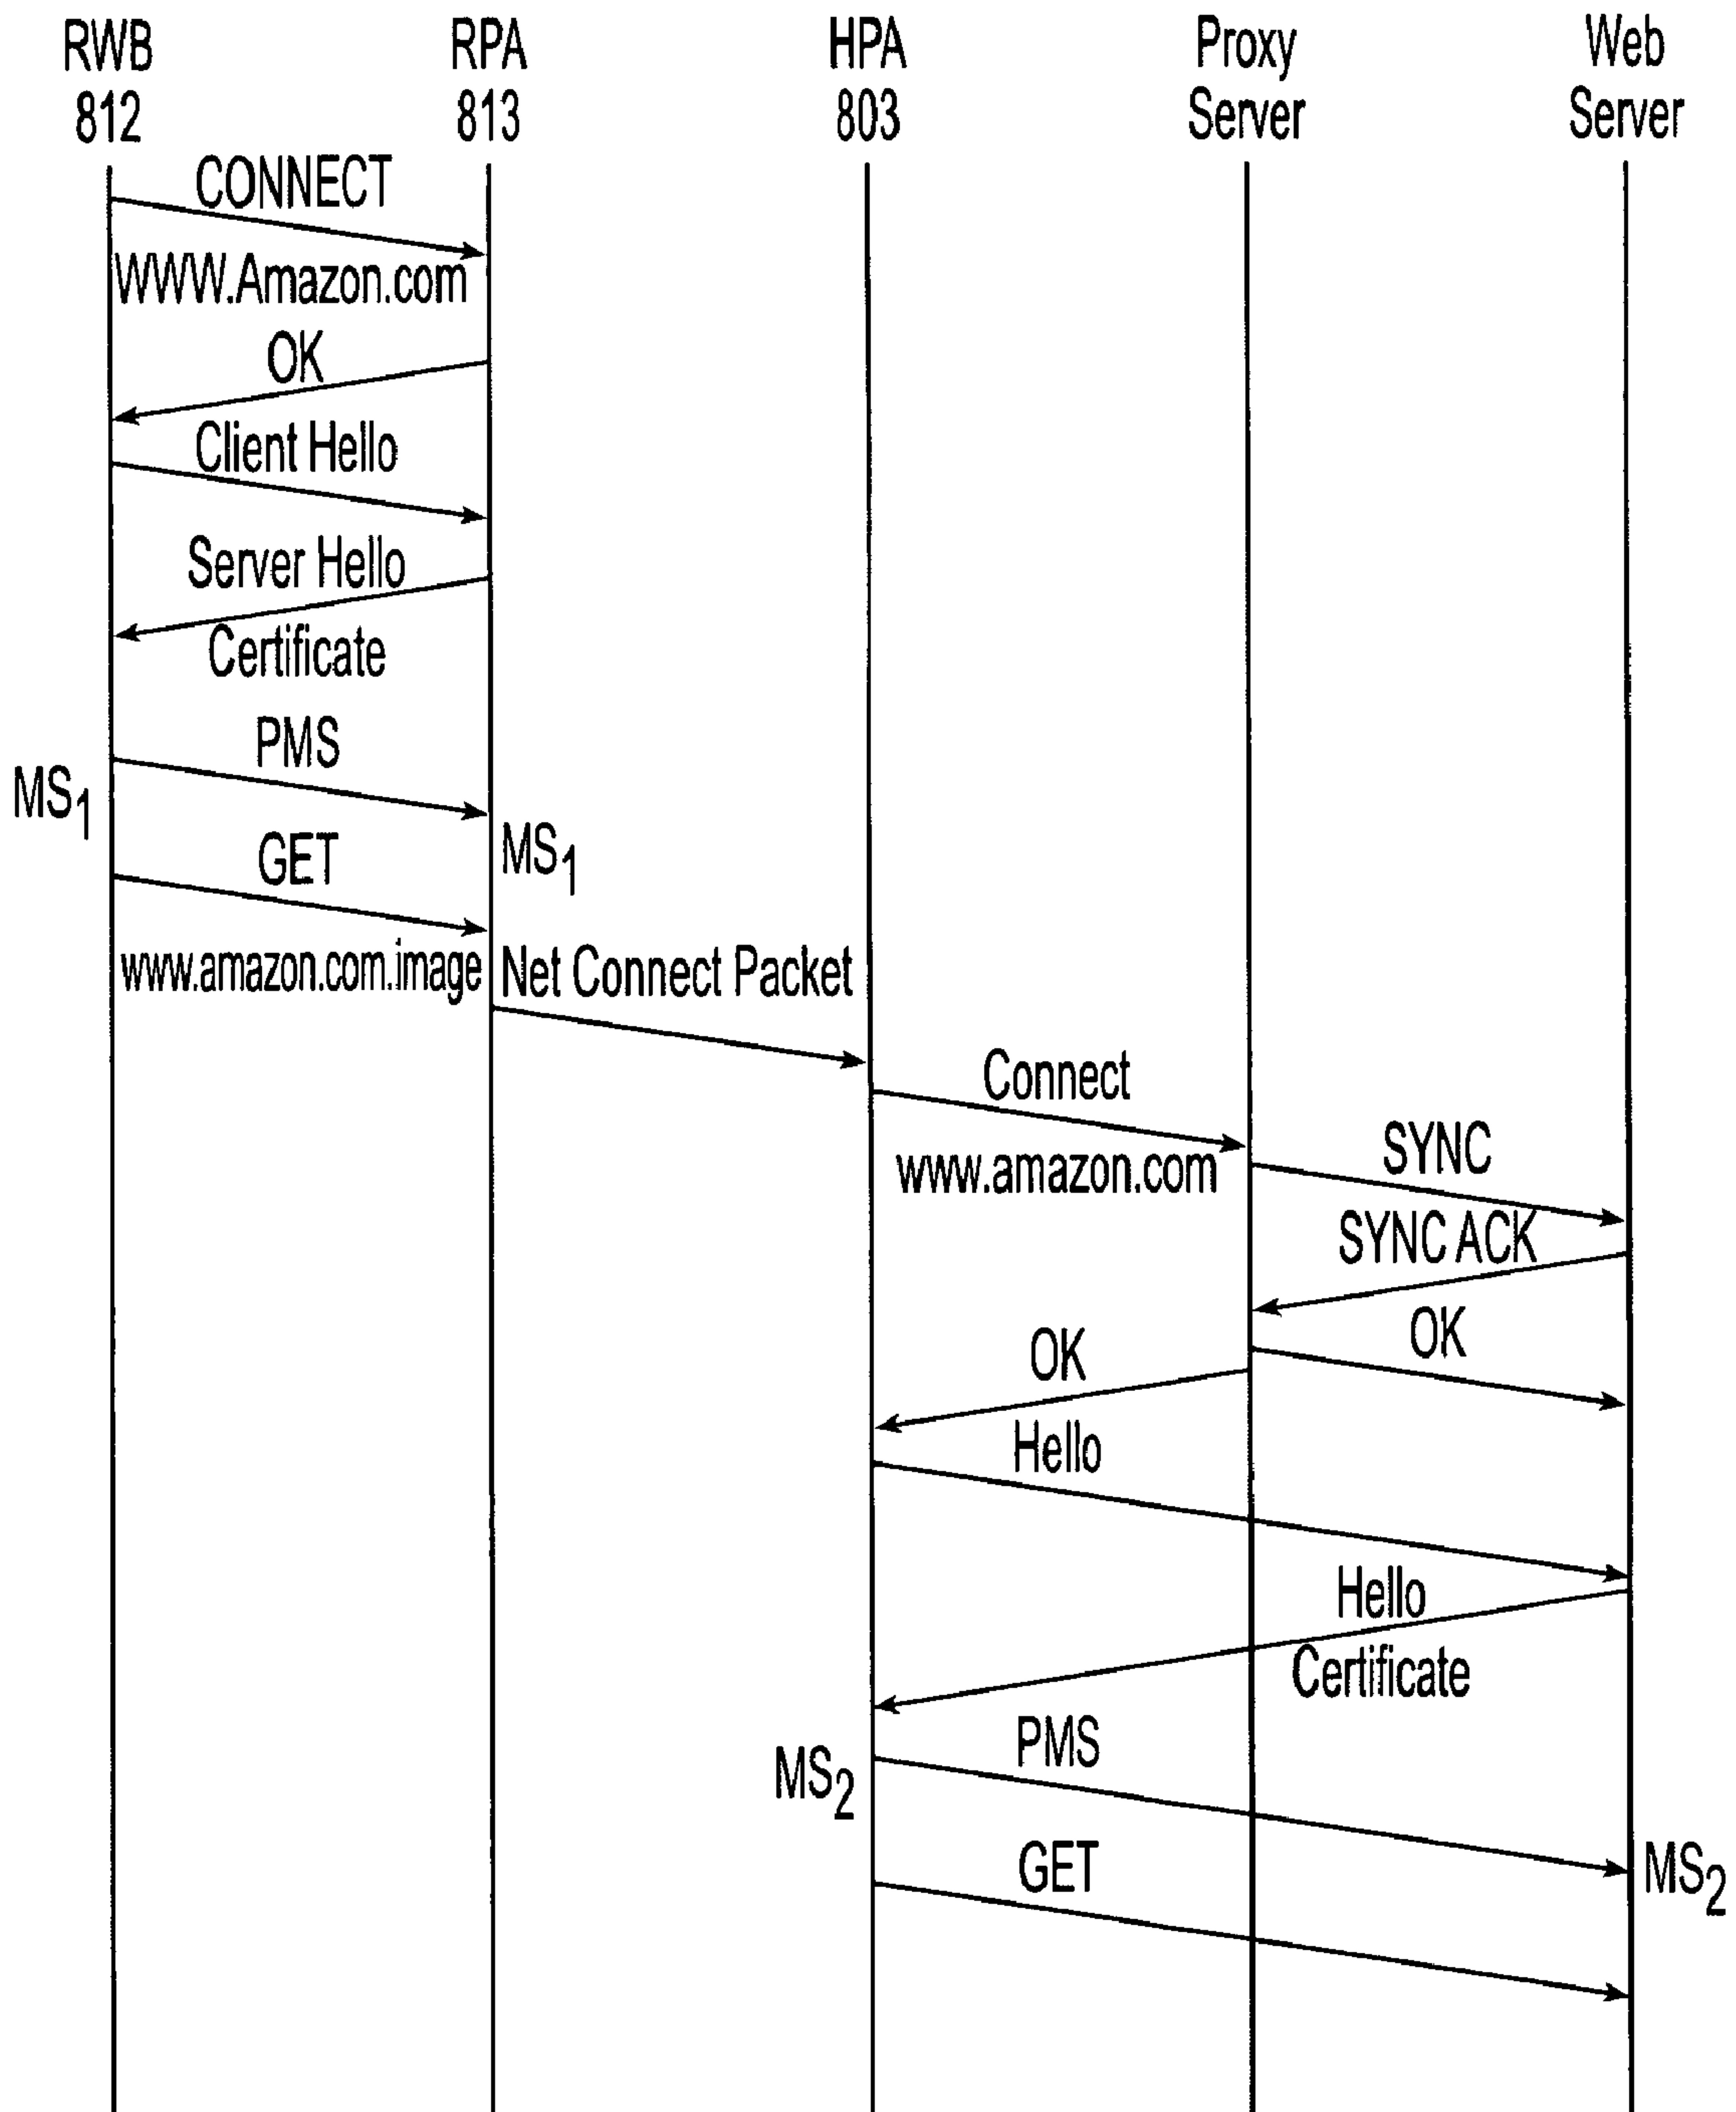 RWB
812
RPA
813
HPA
803
Proxy
Server
Web
Server
CONNECT
WWW.Amazon.com
OK
Client Hello
Server Hello
Certificate
PMS
MS1
MS1
GET
www.amazon.com.image
Net Connect Packet
Connect
www.amazon.com
SYNC
SYNC ACK
OK
OK
Hello
Hello
Certificate
PMS
MS2
MS2
GET